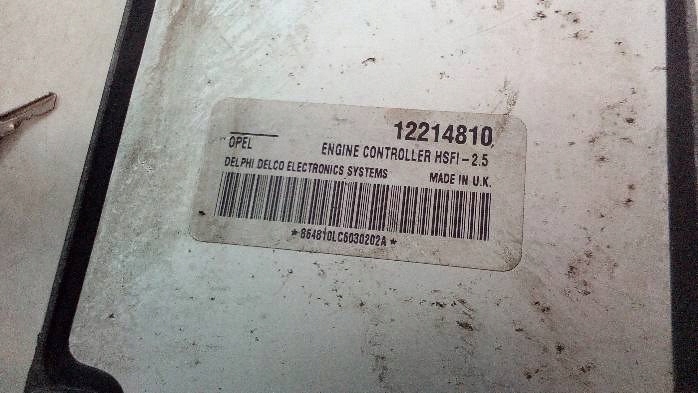 12214810
OPEL ENGINE CONTROLLER HSFI-2.5
DELPHI DELCO ELECTRONICS SYSTEMS MADE IN U.K.
*864810LC6030202A*